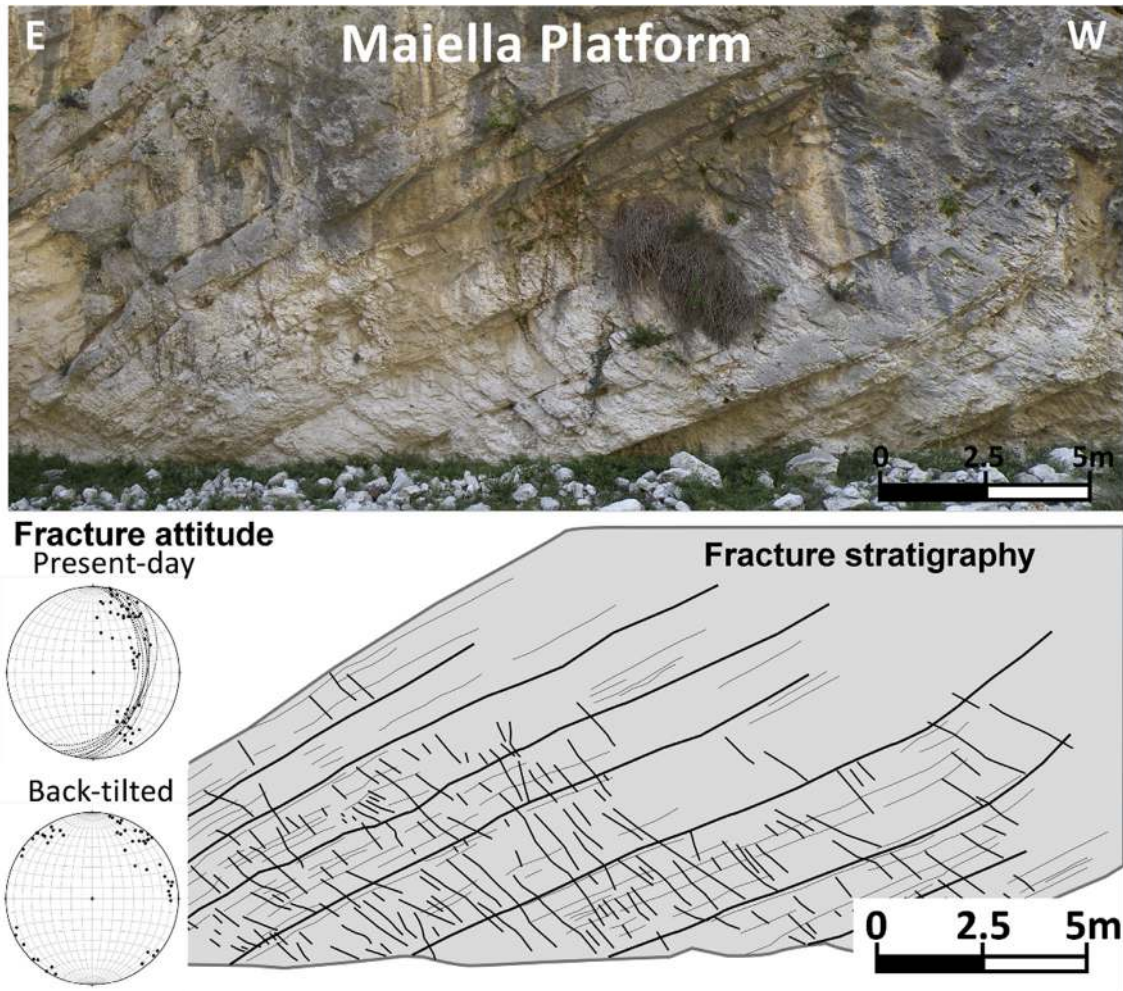 E
Maiella Platform
W
0 2.5 5m
Fracture attitude
Present-day
Fracture stratigraphy
Back-tilted
0 2.5 5m